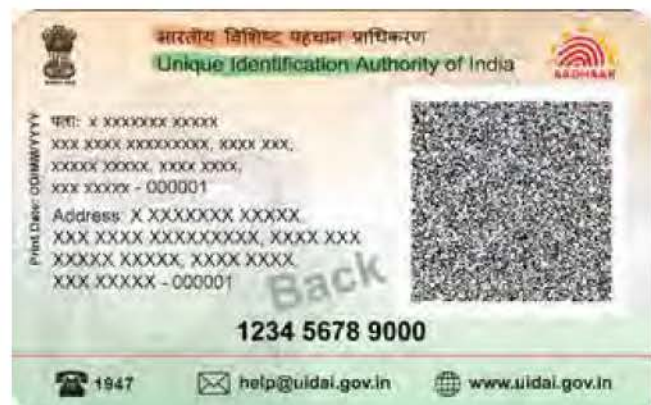 भारतीय विशिष्ट पहचान प्राधिकरण
Unique Identification Authority of India
AADHAAR
Print Date: DD/MM/YYYY
पता: X XXXXXXX XXXXX
XXX XXXX XXXXXXXXX, XXXX XXX,
XXXXX XXXXX, XXXX XXXX,
XXX XXXXX - 000001
Address X XXXXXXX XXXXX,
XXX XXXX XXXXXXXXX, XXXX XXX
XXXXX XXXXX, XXXX XXXX
XXX XXXXX - 000001
Back
1234 5678 9000
1947
help@uidai.gov.in
www.uidai.gov.in